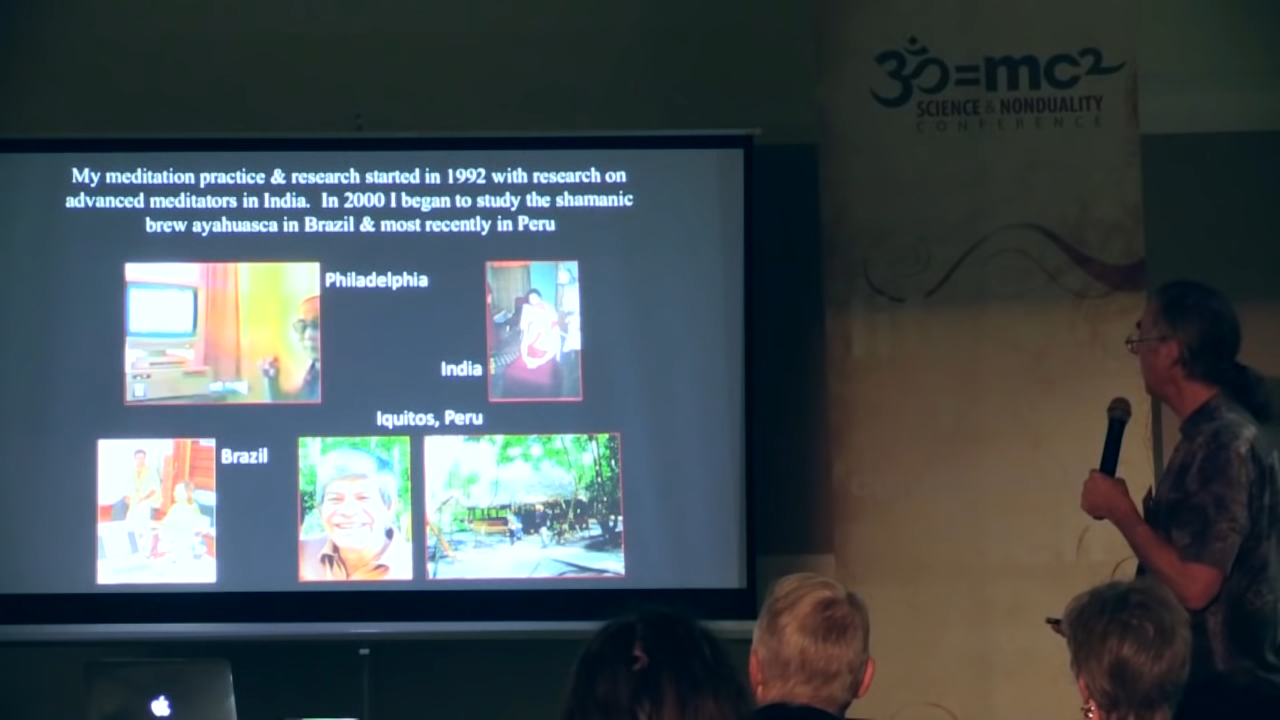 ॐ=mc2
SCIENCE & NONDUALITY
CONFERENCE
My meditation practice & research started in 1992 with research on
advanced meditators in India. In 2000 I began to study the shamanic
brew ayahuasca in Brazil & most recently in Peru
Philadelphia
India
Iquitos, Peru
Brazil